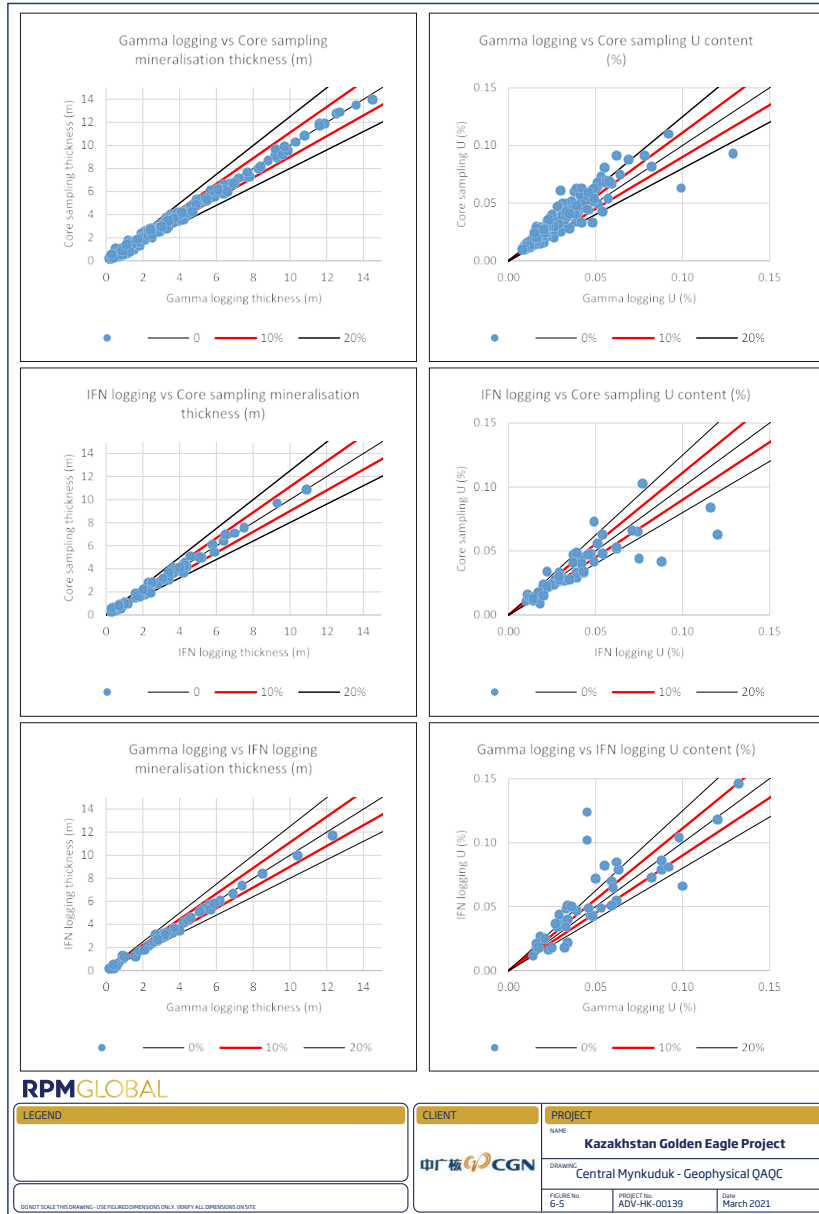 Gamma logging vs Core sampling
mineralisation thickness (m)
Core sampling thickness (m)
14
12
10
8
6
4
2
0
0 2 4 6 8 10 12 14
Gamma logging thickness (m)
0 10% 20%
Gamma logging vs Core sampling U content
(%)
Core sampling U (%)
0.15
0.10
0.05
0.00
0.00 0.05 0.10 0.15
Gamma logging U (%)
0% 10% 20%
IFN logging vs Core sampling mineralisation
thickness (m)
Core sampling thickness (m)
14
12
10
8
6
4
2
0
0 2 4 6 8 10 12 14
IFN logging thickness (m)
0 10% 20%
IFN logging vs Core sampling U content (%)
Core sampling U (%)
0.15
0.10
0.05
0.00
0.00 0.05 0.10 0.15
IFN logging U (%)
0% 10% 20%
Gamma logging vs IFN logging
mineralisation thickness (m)
IFN logging thickness (m)
14
12
10
8
6
4
2
0
0 2 4 6 8 10 12 14
Gamma logging thickness (m)
0% 10% 20%
Gamma logging vs IFN logging U content (%)
IFN logging U (%)
0.15
0.10
0.05
0.00
0.00 0.05 0.10 0.15
Gamma logging U (%)
0% 10% 20%
RPMGLOBAL
LEGEND
DO NOT SCALE THIS DRAWING - USE FIGURED DIMENSIONS ONLY. VERIFY ALL DIMENSIONS ON SITE
CLIENT
中广核 CGN
PROJECT
NAME
Kazakhstan Golden Eagle Project
DRAWING
Central Mynkuduk - Geophysical QAQC
FIGURE No. PROJECT No. Date
6-5 ADV-HK-00139 March 2021